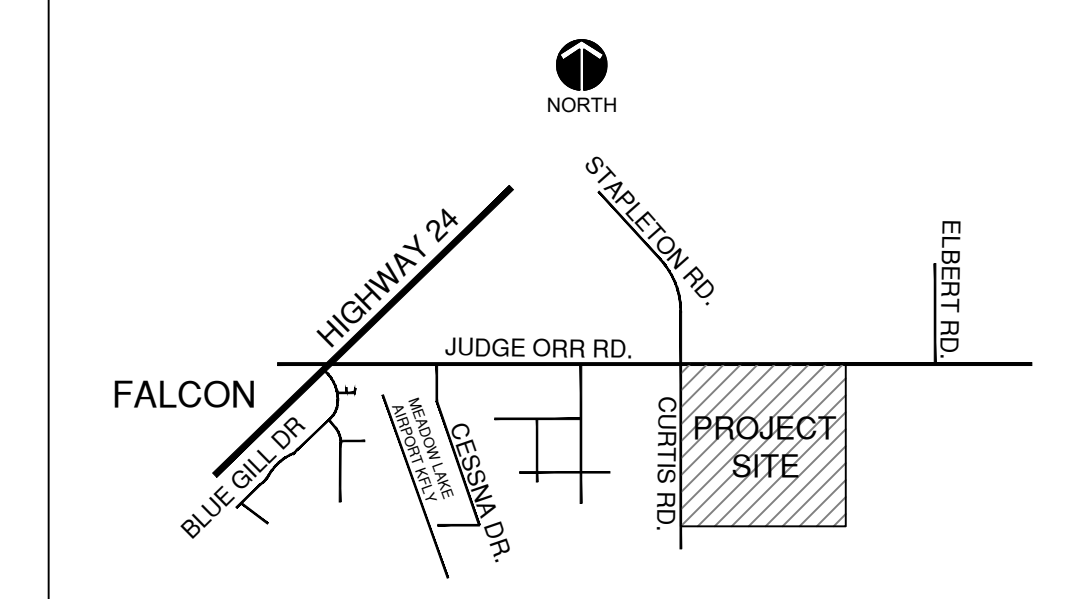 NORTH
STAPLETON RD.
HIGHWAY 24
ELBERT RD.
JUDGE ORR RD.
FALCON
BLUE GILL DR
MEADOW LAKE
AIRPORT KFLY
CESSNA DR.
CURTIS RD.
PROJECT
SITE